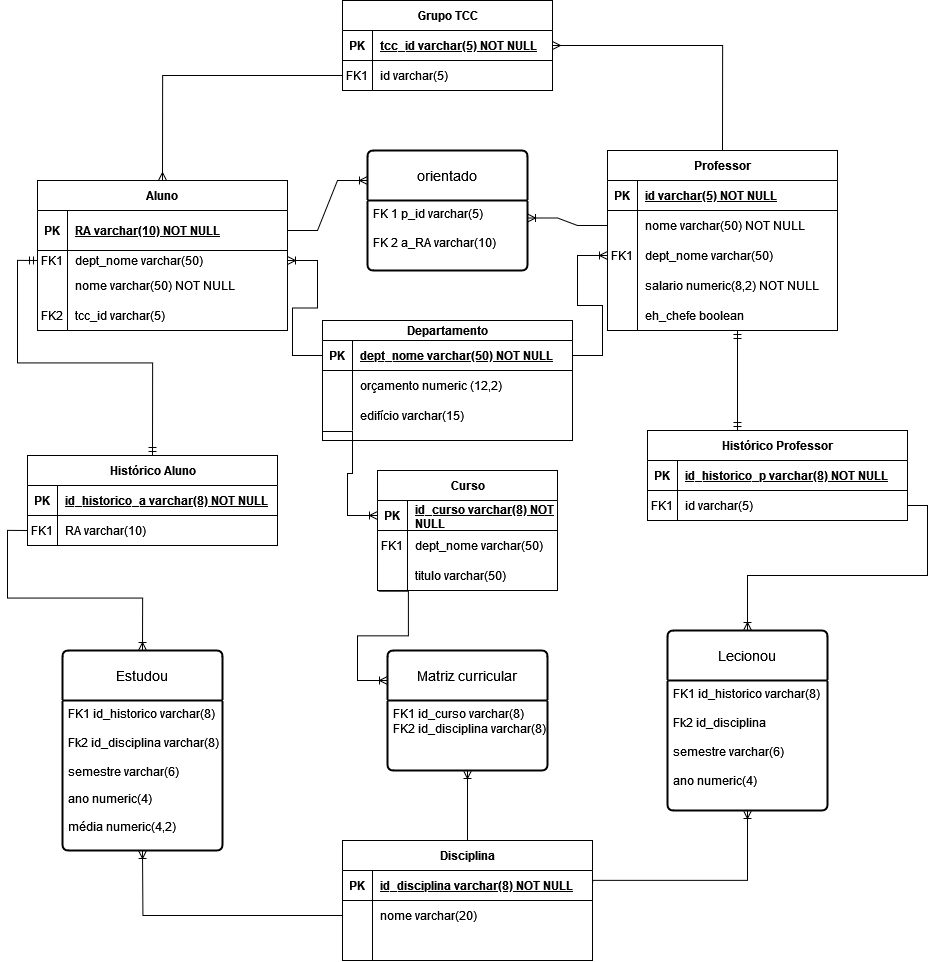 Grupo TCC
PK tcc_id varchar(5) NOT NULL
FK1 id varchar(5)
orientado
FK 1 p_id varchar(5)
FK 2 a_RA varchar(10)
Professor
PK id varchar(5) NOT NULL
nome varchar(50) NOT NULL
FK1 dept_nome varchar(50)
salario numeric(8,2) NOT NULL
eh_chefe boolean
Aluno
PK RA varchar(10) NOT NULL
FK1 dept_nome varchar(50)
nome varchar(50) NOT NULL
FK2 tcc_id varchar(5)
Departamento
PK dept_nome varchar(50) NOT NULL
orçamento numeric (12,2)
edifício varchar(15)
Histórico Aluno
PK id_historico_a varchar(8) NOT NULL
FK1 RA varchar(10)
Curso
PK id_curso varchar(8) NOT
NULL
FK1 dept_nome varchar(50)
titulo varchar(50)
Histórico Professor
PK id_historico_p varchar(8) NOT NULL
FK1 id varchar(5)
Estudou
FK1 id_historico varchar(8)
Fk2 id_disciplina varchar(8)
semestre varchar(6)
ano numeric(4)
média numeric(4,2)
Matriz curricular
FK1 id_curso varchar(8)
FK2 id_disciplina varchar(8)
Lecionou
FK1 id_historico varchar(8)
Fk2 id_disciplina
semestre varchar(6)
ano numeric(4)
Disciplina
PK id_disciplina varchar(8) NOT NULL
nome varchar(20)